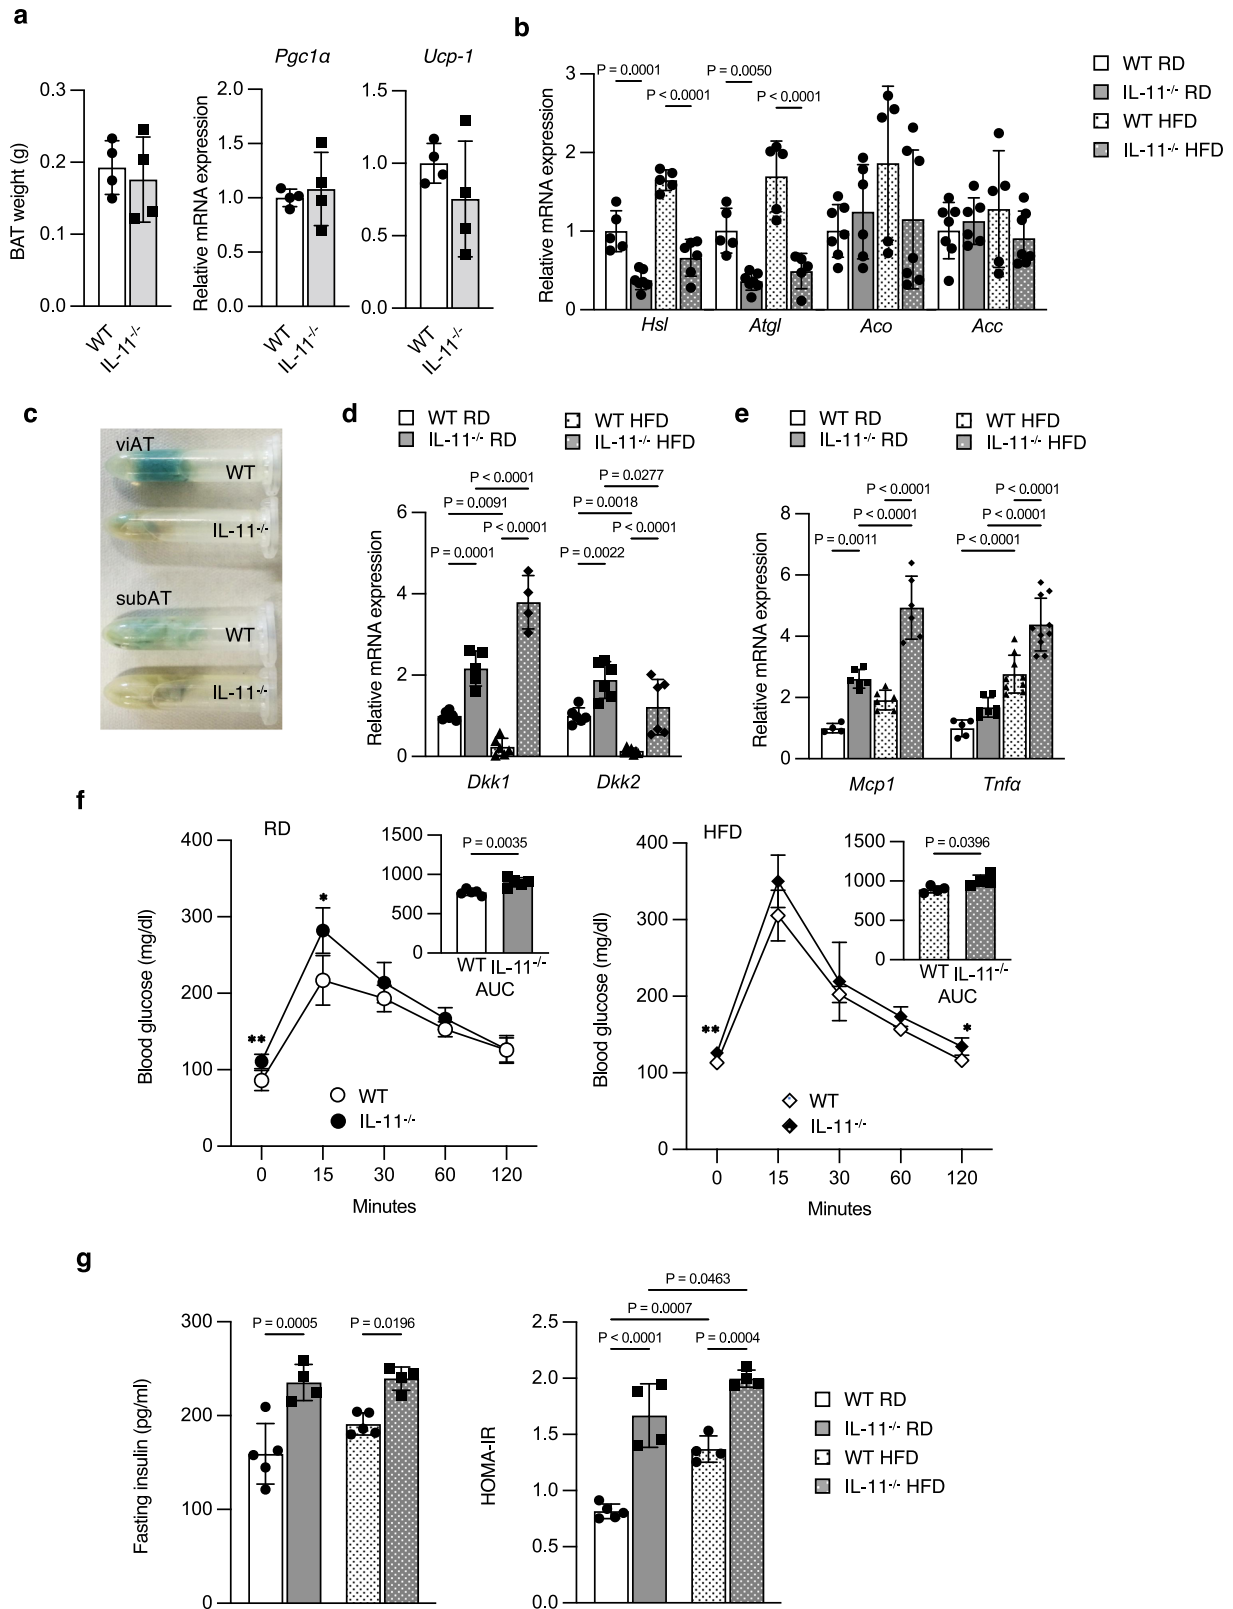 a
Pgc1α
Ucp-1
BAT weight (g)
0.3
0.2
0.1
0.0
WT
IL-11-/-
Relative mRNA expression
2.0
1.5
1.0
0.5
0.0
WT
IL-11-/-
1.5
1.0
0.5
0.0
WT
IL-11-/-
b
Relative mRNA expression
3
2
1
0
P = 0.0001
P < 0.0001
P = 0.0050
P < 0.0001
Hsl
Atgl
Aco
Acc
WT RD
IL-11-/- RD
WT HFD
IL-11-/- HFD
c
viAT
WT
IL-11-/-
subAT
WT
IL-11-/-
d
WT RD
IL-11-/- RD
WT HFD
IL-11-/- HFD
Relative mRNA expression
6
4
2
0
P < 0.0001
P = 0.0091
P < 0.0001
P = 0.0001
P = 0.0277
P = 0.0018
P < 0.0001
P = 0.0022
Dkk1
Dkk2
e
WT RD
IL-11-/- RD
WT HFD
IL-11-/- HFD
Relative mRNA expression
8
6
4
2
0
P < 0.0001
P < 0.0001
P = 0.0011
P < 0.0001
P < 0.0001
P < 0.0001
Mcp1
Tnfα
f
RD
Blood glucose (mg/dl)
400
300
200
100
0
**
*
0
15
30
60
120
Minutes
WT
IL-11-/-
1500
1000
500
0
P = 0.0035
WT
IL-11-/-
AUC
HFD
Blood glucose (mg/dl)
400
300
200
100
0
**
*
0
15
30
60
120
Minutes
WT
IL-11-/-
1500
1000
500
0
P = 0.0396
WT
IL-11-/-
AUC
g
Fasting insulin (pg/ml)
300
200
100
0
P = 0.0005
P = 0.0196
HOMA-IR
2.5
2.0
1.5
1.0
0.5
0.0
P = 0.0463
P = 0.0007
P < 0.0001
P = 0.0004
WT RD
IL-11-/- RD
WT HFD
IL-11-/- HFD